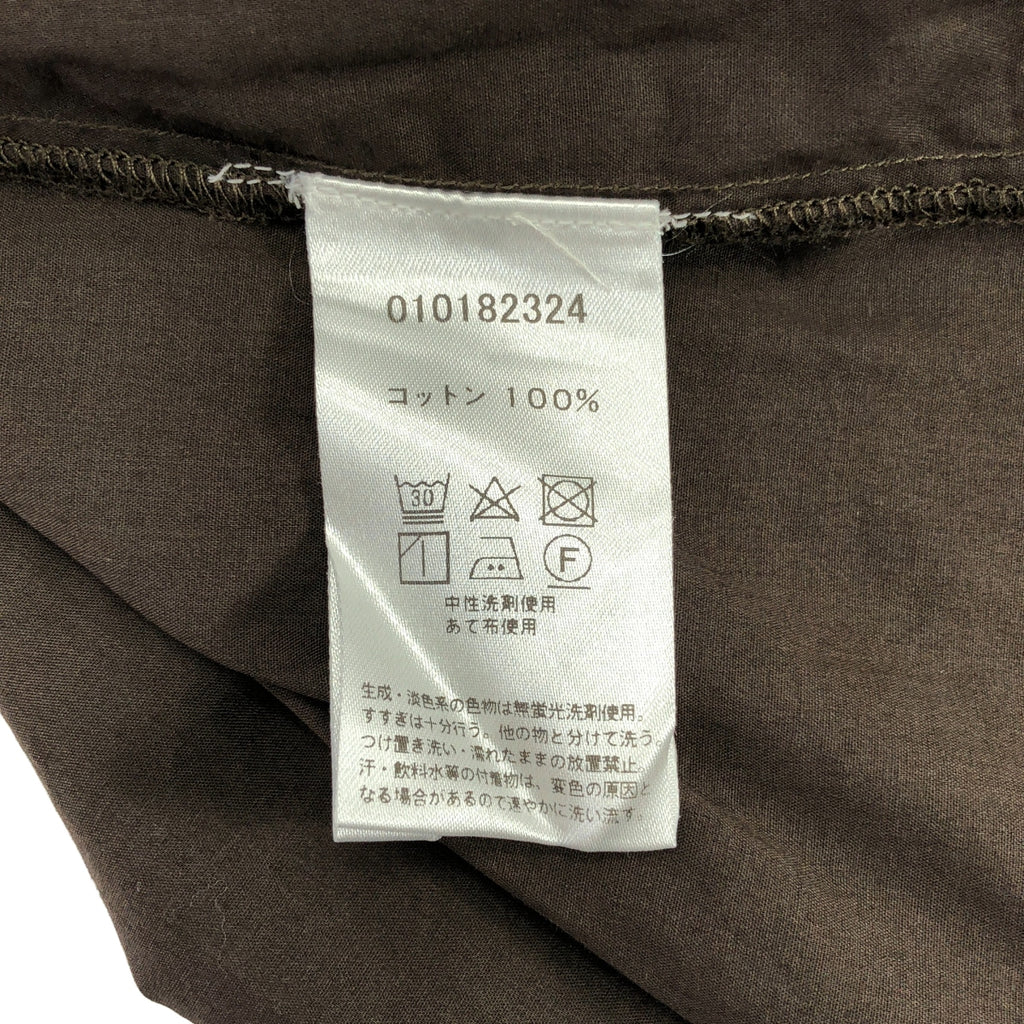 010182324
コットン 100%
30
F
中性洗剤使用
あて布使用
生成・淡色系の色物は無蛍光洗剤使用。
すすぎは十分行う。他の物と分けて洗う
つけ置き洗い・濡れたままの放置禁止。
汗・飲料水等の付着物は、変色の原因と
なる場合があるので速やかに洗い流す。